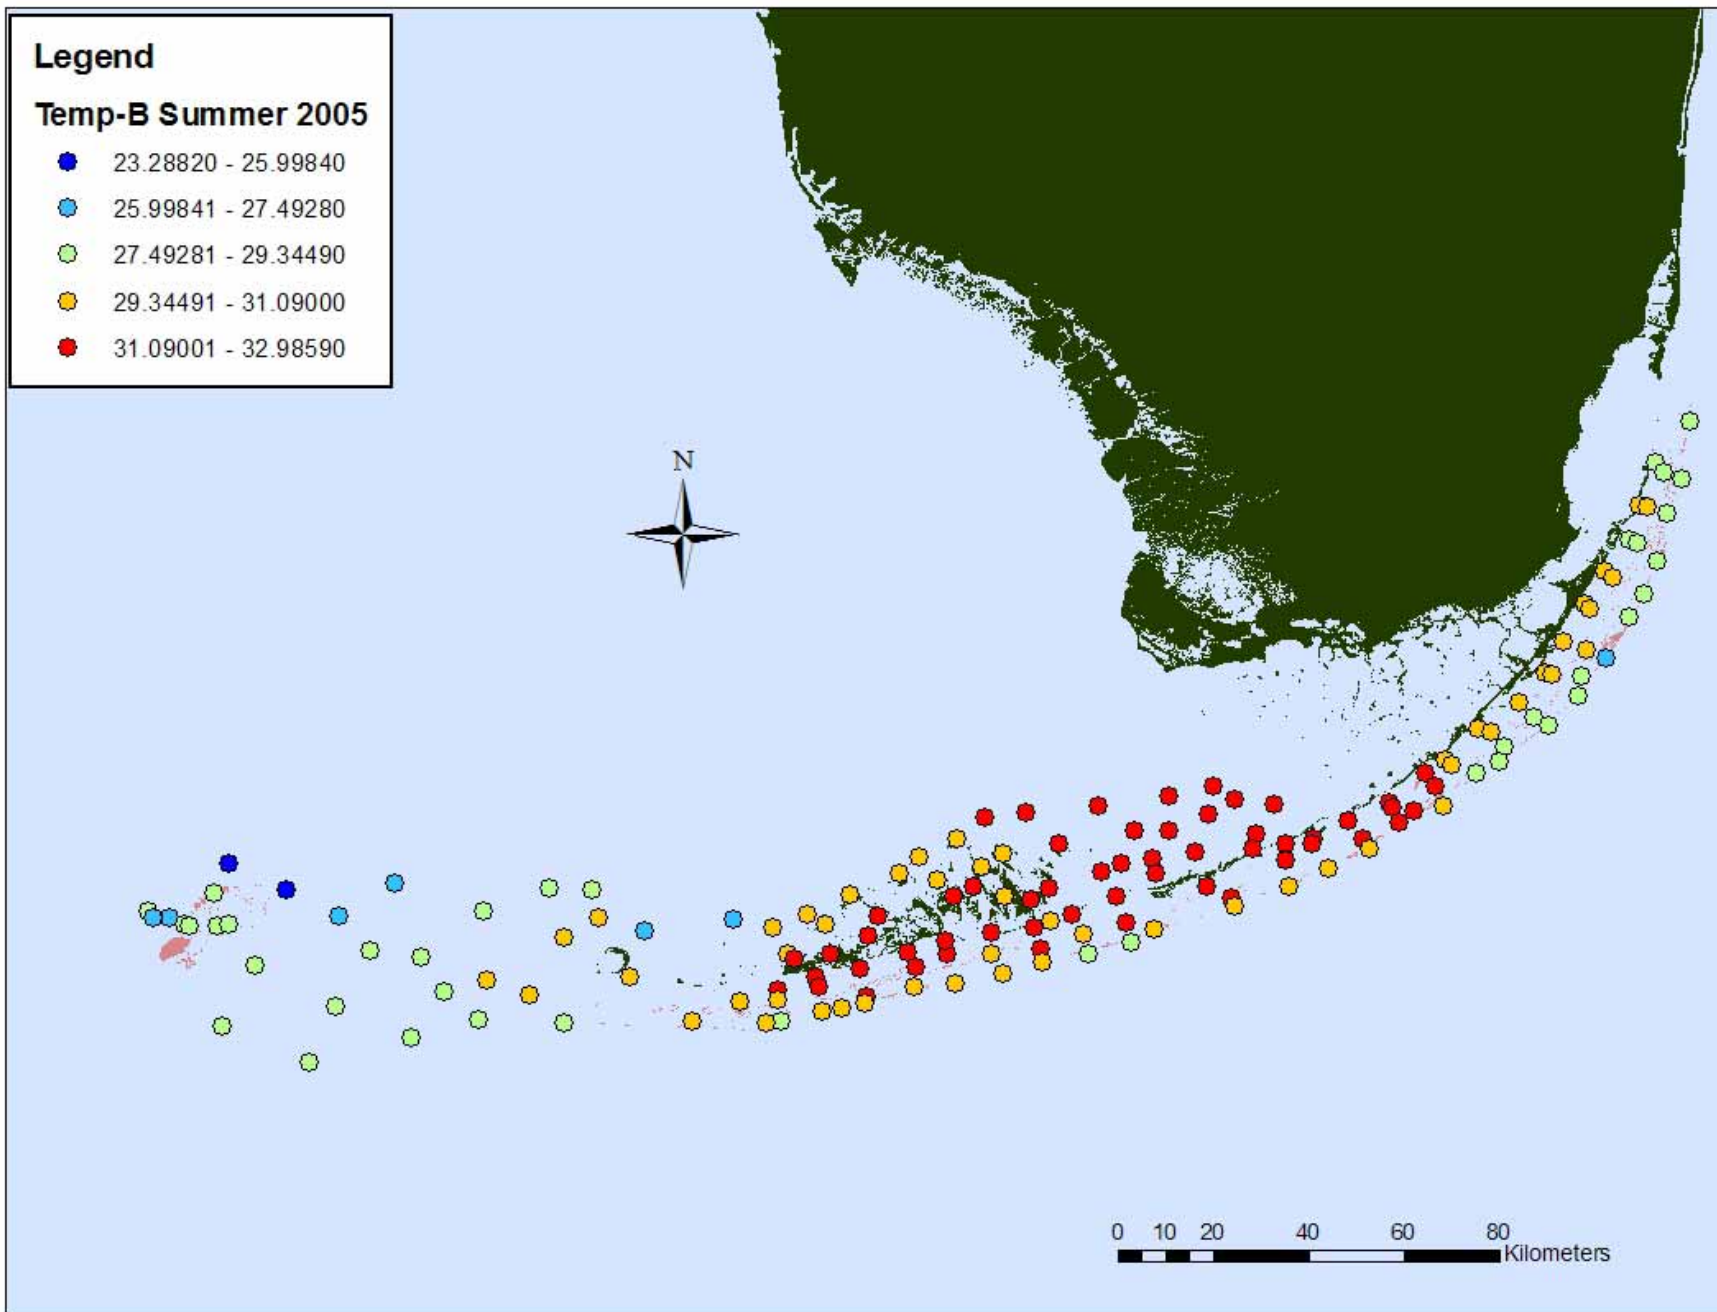 Legend
Temp-B Summer 2005
23.28820 - 25.99840
25.99841 - 27.49280
27.49281 - 29.34490
29.34491 - 31.09000
31.09001 - 32.98590
N
0 10 20 40 60 80
Kilometers